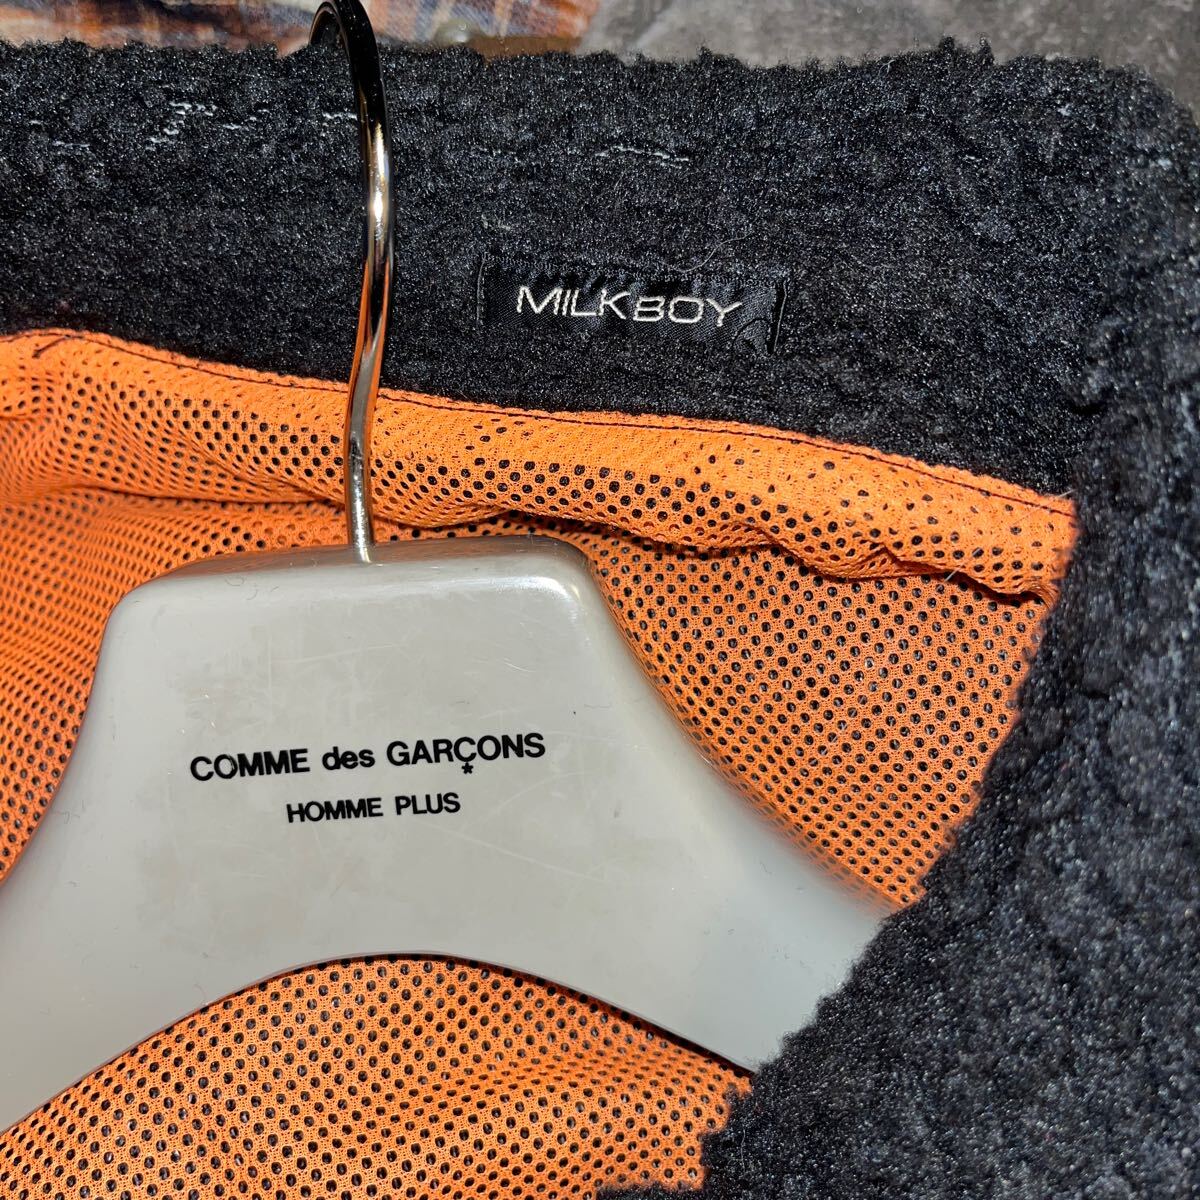 MILKBOY
COMME des GARÇONS
*
HOMME PLUS